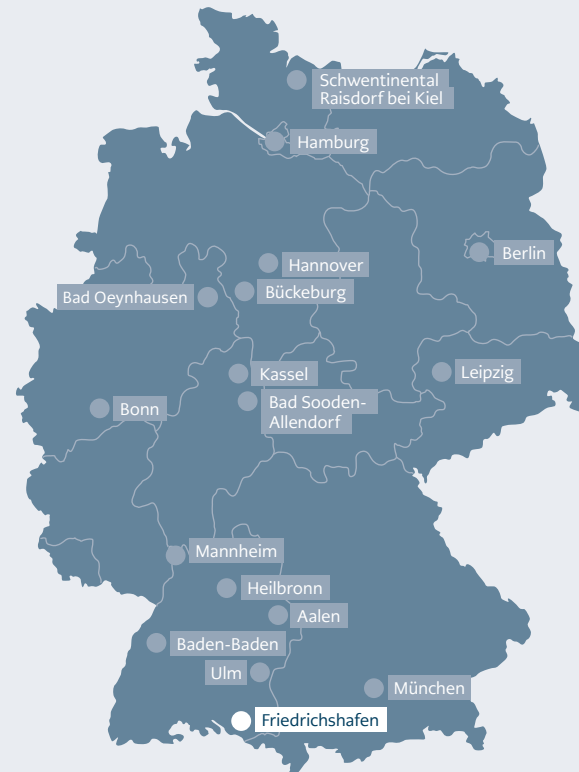 Schwentinental
Raisdorf bei Kiel
Hamburg
Berlin
Hannover
Bad Oeynhausen
Bückeburg
Kassel
Leipzig
Bonn
Bad Sooden-
Allendorf
Mannheim
Heilbronn
Aalen
Baden-Baden
Ulm
München
Friedrichshafen